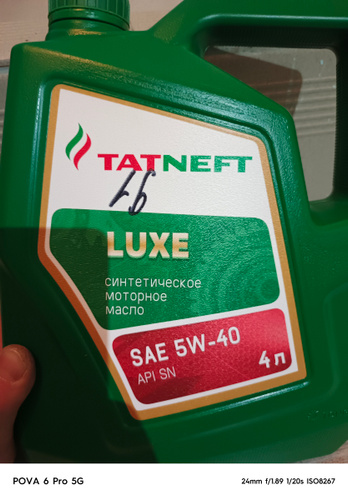 TATNEFT
LUXE
синтетическое
моторное
масло
SAE 5W-40
API SN
4 л
POVA 6 Pro 5G
24mm f/1.89 1/20s ISO8267